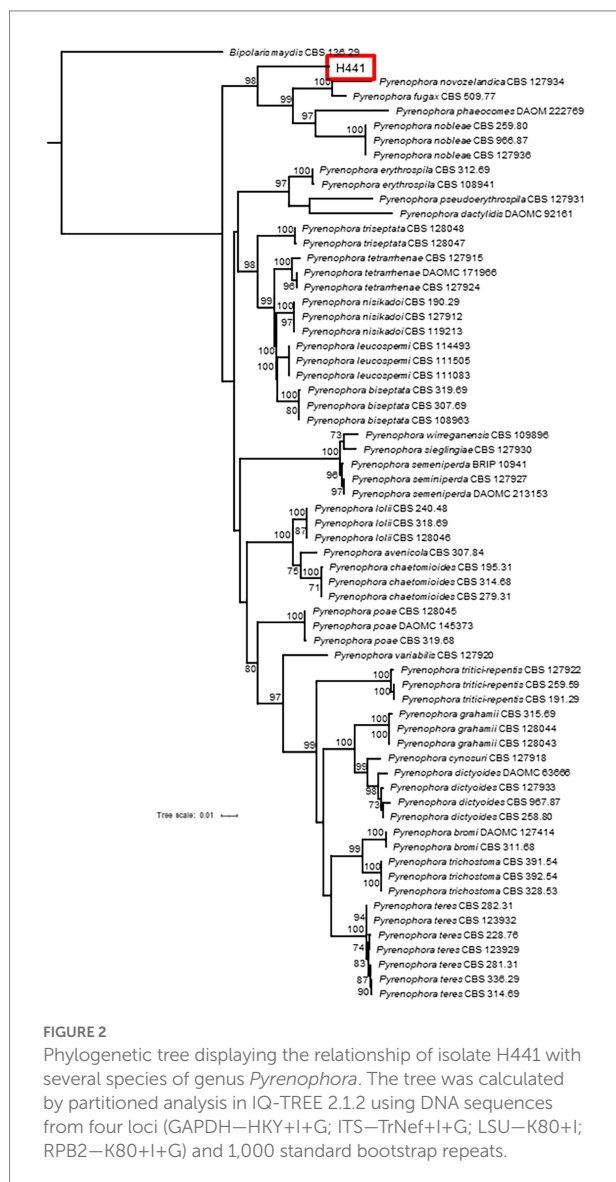 Bipolaris maydis CBS 136.29
H441
98
100
Pyrenophora novozelandica CBS 127934
99
Pyrenophora fugax CBS 509.77
97
Pyrenophora phaeocomes DAOM 222769
Pyrenophora nobleae CBS 259.80
100
Pyrenophora nobleae CBS 966.87
Pyrenophora nobleae CBS 127936
Pyrenophora erythrospila CBS 312.69
97
Pyrenophora erythrospila CBS 108941
Pyrenophora pseudoerythrospila CBS 127931
Pyrenophora dactylidis DAOMC 92161
100
Pyrenophora triseptata CBS 128048
Pyrenophora triseptata CBS 128047
98
100
Pyrenophora tetrarrhenae CBS 127915
Pyrenophora tetrarrhenae DAOMC 171966
96
Pyrenophora tetrarrhenae CBS 127924
99
100
Pyrenophora nisikadoi CBS 190.29
97
Pyrenophora nisikadoi CBS 127912
Pyrenophora nisikadoi CBS 119213
100
Pyrenophora leucospermi CBS 114493
100
Pyrenophora leucospermi CBS 111505
Pyrenophora leucospermi CBS 111083
100
Pyrenophora biseptata CBS 319.69
80
Pyrenophora biseptata CBS 307.69
Pyrenophora biseptata CBS 108963
73
Pyrenophora wirreganensis CBS 109896
100
Pyrenophora sieglingiae CBS 127930
Pyrenophora semeniperda BRIP 10941
96
Pyrenophora seminiperda CBS 127927
97
Pyrenophora semeniperda DAOMC 213153
100
Pyrenophora lolii CBS 240.48
87
Pyrenophora lolii CBS 318.69
100
Pyrenophora lolii CBS 128046
Pyrenophora avenicola CBS 307.84
75
100
Pyrenophora chaetomioides CBS 195.31
71
Pyrenophora chaetomioides CBS 314.68
Pyrenophora chaetomioides CBS 279.31
100
Pyrenophora poae CBS 128045
Pyrenophora poae DAOMC 145373
Pyrenophora poae CBS 319.68
80
Pyrenophora variabilis CBS 127920
97
100
Pyrenophora tritici-repentis CBS 127922
100
Pyrenophora tritici-repentis CBS 259.59
Pyrenophora tritici-repentis CBS 191.29
99
100
Pyrenophora grahamii CBS 315.69
100
Pyrenophora grahamii CBS 128044
100
Pyrenophora grahamii CBS 128043
99
Pyrenophora cynosuri CBS 127918
Pyrenophora dictyoides DAOMC 63666
98
Pyrenophora dictyoides CBS 127933
73
Pyrenophora dictyoides CBS 967.87
Pyrenophora dictyoides CBS 258.80
Tree scale: 0.01
100
Pyrenophora bromi DAOMC 127414
99
Pyrenophora bromi CBS 311.68
100
Pyrenophora trichostoma CBS 391.54
Pyrenophora trichostoma CBS 392.54
100
Pyrenophora trichostoma CBS 328.53
Pyrenophora teres CBS 282.31
94
Pyrenophora teres CBS 123932
100
Pyrenophora teres CBS 228.76
74
Pyrenophora teres CBS 123929
83
Pyrenophora teres CBS 281.31
87
Pyrenophora teres CBS 336.29
90
Pyrenophora teres CBS 314.69
FIGURE 2
Phylogenetic tree displaying the relationship of isolate H441 with
several species of genus Pyrenophora. The tree was calculated
by partitioned analysis in IQ-TREE 2.1.2 using DNA sequences
from four loci (GAPDH—HKY+I+G; ITS—TrNef+I+G; LSU—K80+I;
RPB2—K80+I+G) and 1,000 standard bootstrap repeats.